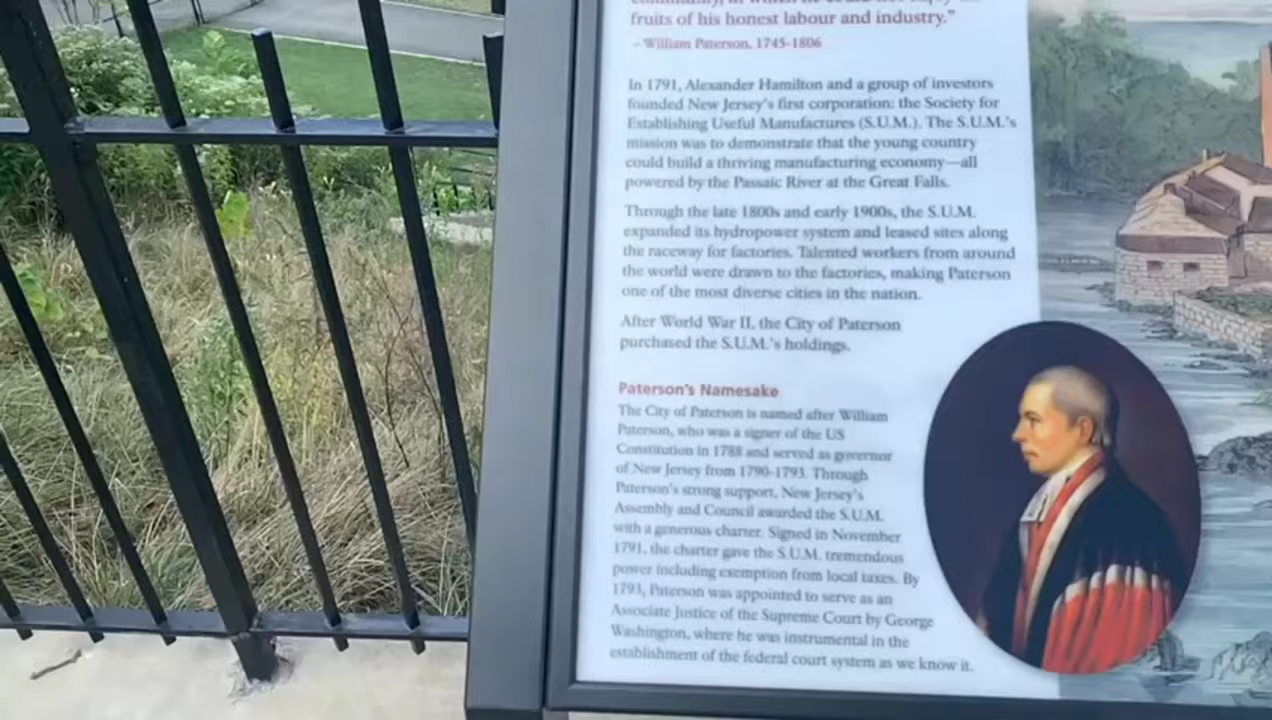 fruits of his honest labour and industry."
– William Paterson, 1745-1806
In 1791, Alexander Hamilton and a group of investors
founded New Jersey's first corporation: the Society for
Establishing Useful Manufactures (S.U.M.). The S.U.M.'s
mission was to demonstrate that the young country
could build a thriving manufacturing economy—all
powered by the Passaic River at the Great Falls.
Through the late 1800s and early 1900s, the S.U.M.
expanded its hydropower system and leased sites along
the raceway for factories. Talented workers from around
the world were drawn to the factories, making Paterson
one of the most diverse cities in the nation.
After World War II, the City of Paterson
purchased the S.U.M.'s holdings.
Paterson's Namesake
The City of Paterson is named after William
Paterson, who was a signer of the US
Constitution in 1788 and served as governor
of New Jersey from 1790-1793. Through
Paterson's strong support, New Jersey's
Assembly and Council awarded the S.U.M.
with a generous charter. Signed in November
1791, the charter gave the S.U.M. tremendous
power including exemption from local taxes. By
1793, Paterson was appointed to serve as an
Associate Justice of the Supreme Court by George
Washington, where he was instrumental in the
establishment of the federal court system as we know it.